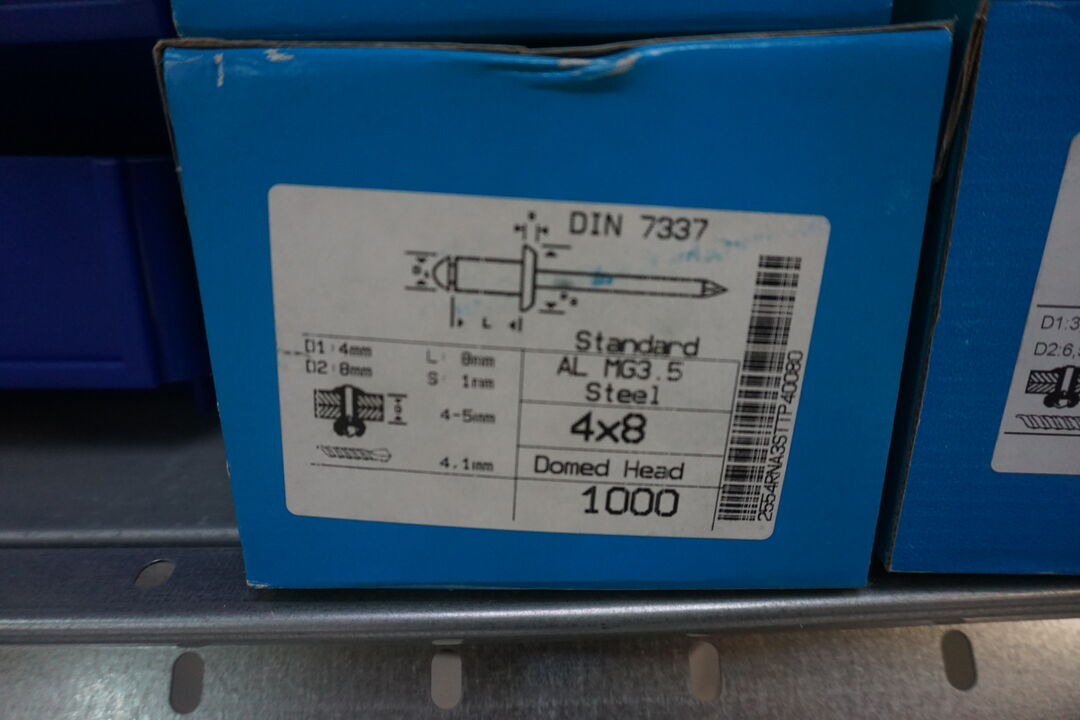 DIN 7337
L
D1:4mm
D2:8mm
L: 8mm
S: 1mm
4-5mm
4.1mm
Standard
AL MG3.5
Steel
4x8
Domed Head
1000
2554RNA3STTP40080
D1:3
D2:6,